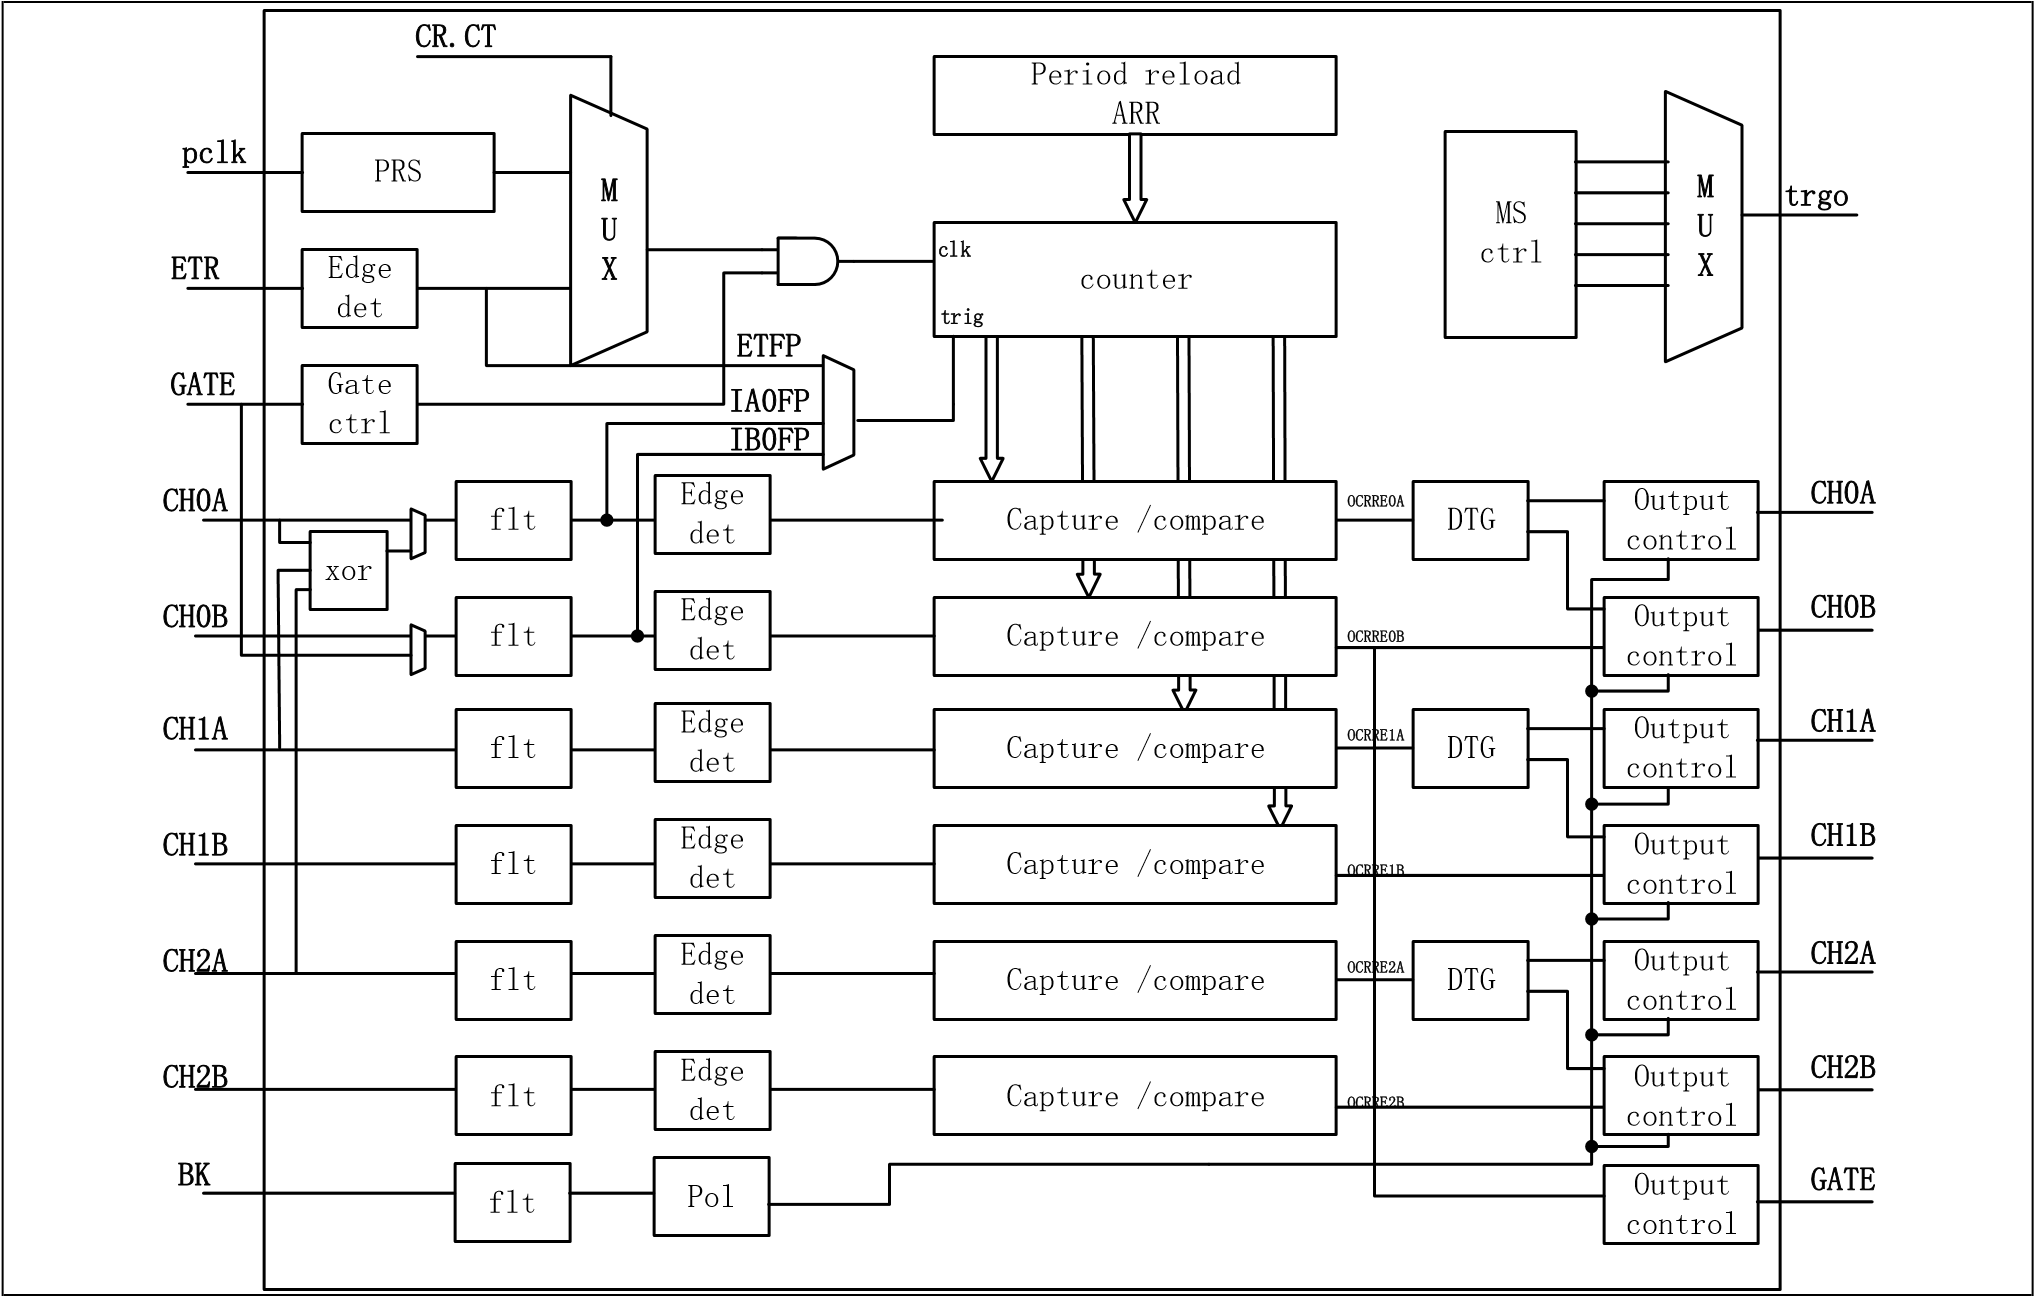 CR.CT
Period reload
ARR
pclk
PRS
M
U
X
MS
ctrl
M
U
X
trgo
ETR
Edge
det
clk
counter
trig
GATE
Gate
ctrl
ETFP
IA0FP
IB0FP
CH0A
xor
flt
Edge
det
Capture /compare
OCRRE0A
DTG
Output
control
CH0A
CH0B
flt
Edge
det
Capture /compare
OCRRE0B
Output
control
CH0B
CH1A
flt
Edge
det
Capture /compare
OCRRE1A
DTG
Output
control
CH1A
CH1B
flt
Edge
det
Capture /compare
OCRRE1B
Output
control
CH1B
CH2A
flt
Edge
det
Capture /compare
OCRRE2A
DTG
Output
control
CH2A
CH2B
flt
Edge
det
Capture /compare
OCRRE2B
Output
control
CH2B
BK
flt
Pol
Output
control
GATE